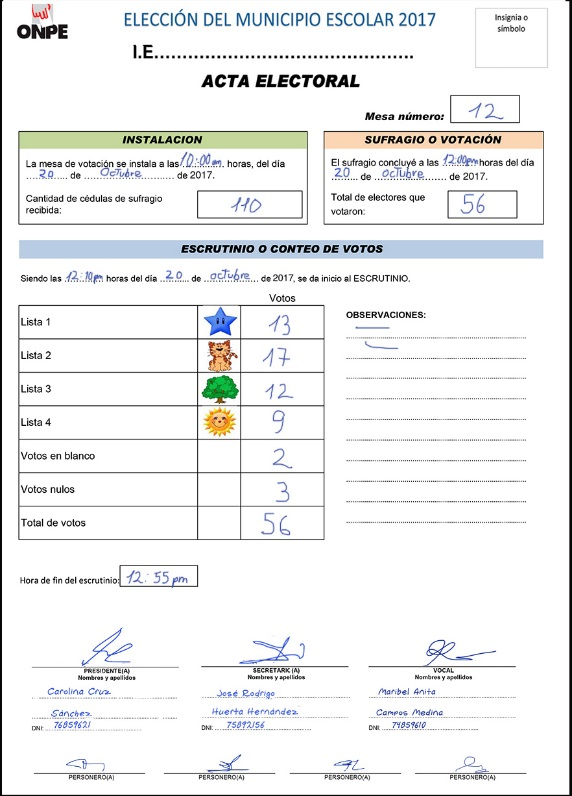 ONPE
ELECCIÓN DEL MUNICIPIO ESCOLAR 2017
Insignia o
símbolo
I.E.............................................
ACTA ELECTORAL
Mesa número: 12
INSTALACION
La mesa de votación se instala a las 10:00 am horas, del día
20 de Octubre de 2017.
Cantidad de cédulas de sufragio
recibida: 110
SUFRAGIO O VOTACIÓN
El sufragio concluyé a las 12:00pm horas del día
20 de Octubre de 2017.
Total de electores que
votaron: 56
ESCRUTINIO O CONTEO DE VOTOS
Siendo las 12:10pm horas del día 20 de octubre de 2017, se da inicio al ESCRUTINIO.
Votos
Lista 1 13
Lista 2 17
Lista 3 12
Lista 4 9
Votos en blanco 2
Votos nulos 3
Total de votos 56
OBSERVACIONES:
Hora de fin del escrutinio: 12:55 pm
PRESIDENTE(A)
Nombres y apellidos
Carolina Cruz
Sánchez
DNI: 76859621
SECRETARK (A)
Nombres y apellidos
José Rodrigo
Huerta Hernández
DNI: 75892156
VOCAL
Nombres y apellidos
Maribel Anita
Campos Medina
DNI: 74859610
PERSONERO(A) PERSONERO(A) PERSONERO(A) PERSONERO(A)